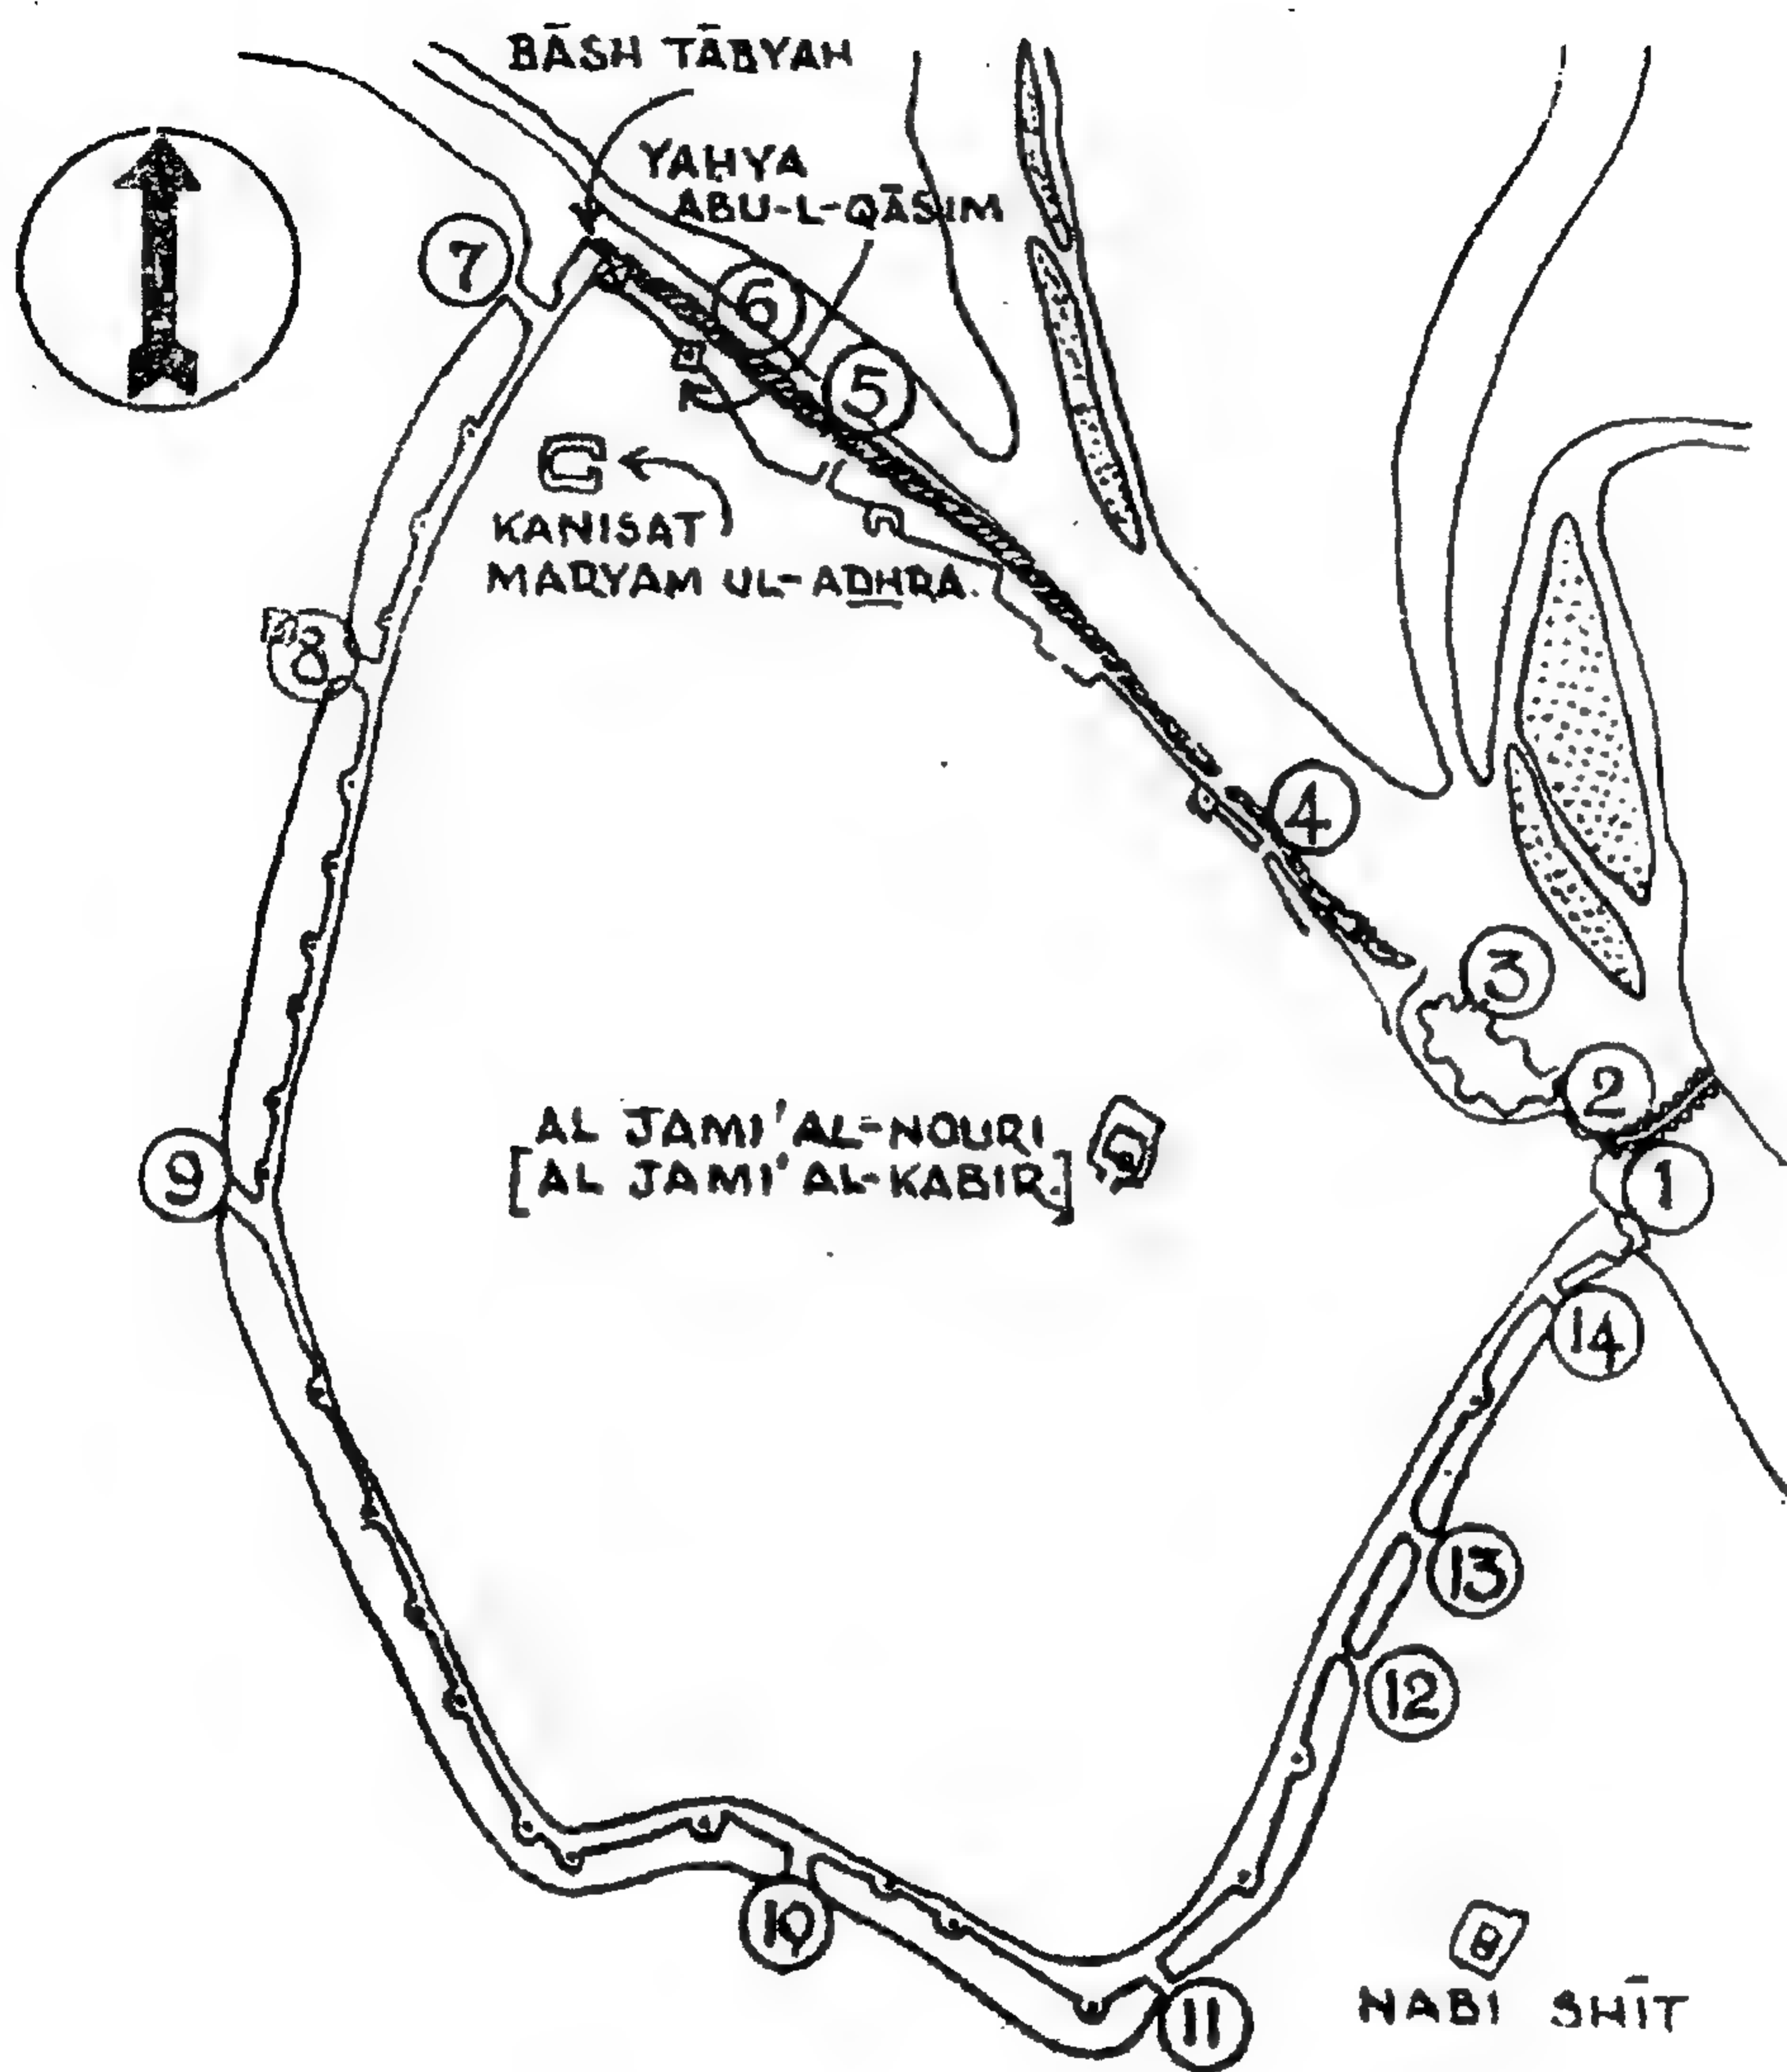 BĀSH TĀBYAH
YAHYA
ABU-L-QĀSIM
7
6
5
KANISAT
MARYAM UL-ADHRA.
8
4
3
2
AL JAMI'AL-NOURI
[AL JAMI'AL-KABIR.]
9
1
14
13
12
10
11
NABI SHĪT